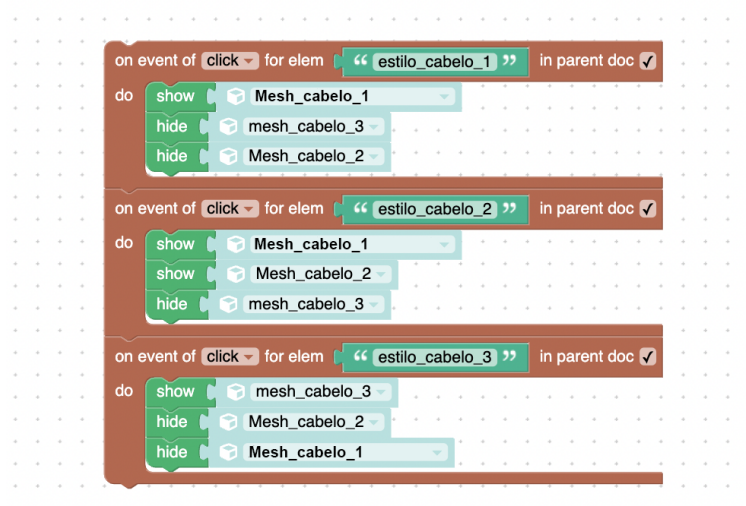 on event of click for elem “ estilo_cabelo_1 ” in parent doc ✓
do show Mesh_cabelo_1
hide mesh_cabelo_3
hide Mesh_cabelo_2
on event of click for elem “ estilo_cabelo_2 ” in parent doc ✓
do show Mesh_cabelo_1
show Mesh_cabelo_2
hide mesh_cabelo_3
on event of click for elem “ estilo_cabelo_3 ” in parent doc ✓
do show mesh_cabelo_3
hide Mesh_cabelo_2
hide Mesh_cabelo_1